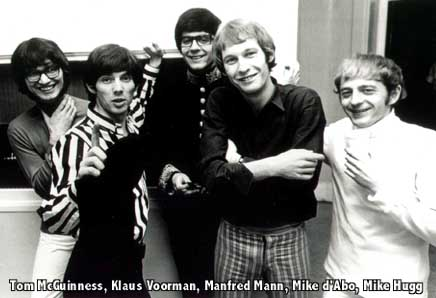 Tom McGuinness, Klaus Voorman, Manfred Mann, Mike d'Abo, Mike Hugg